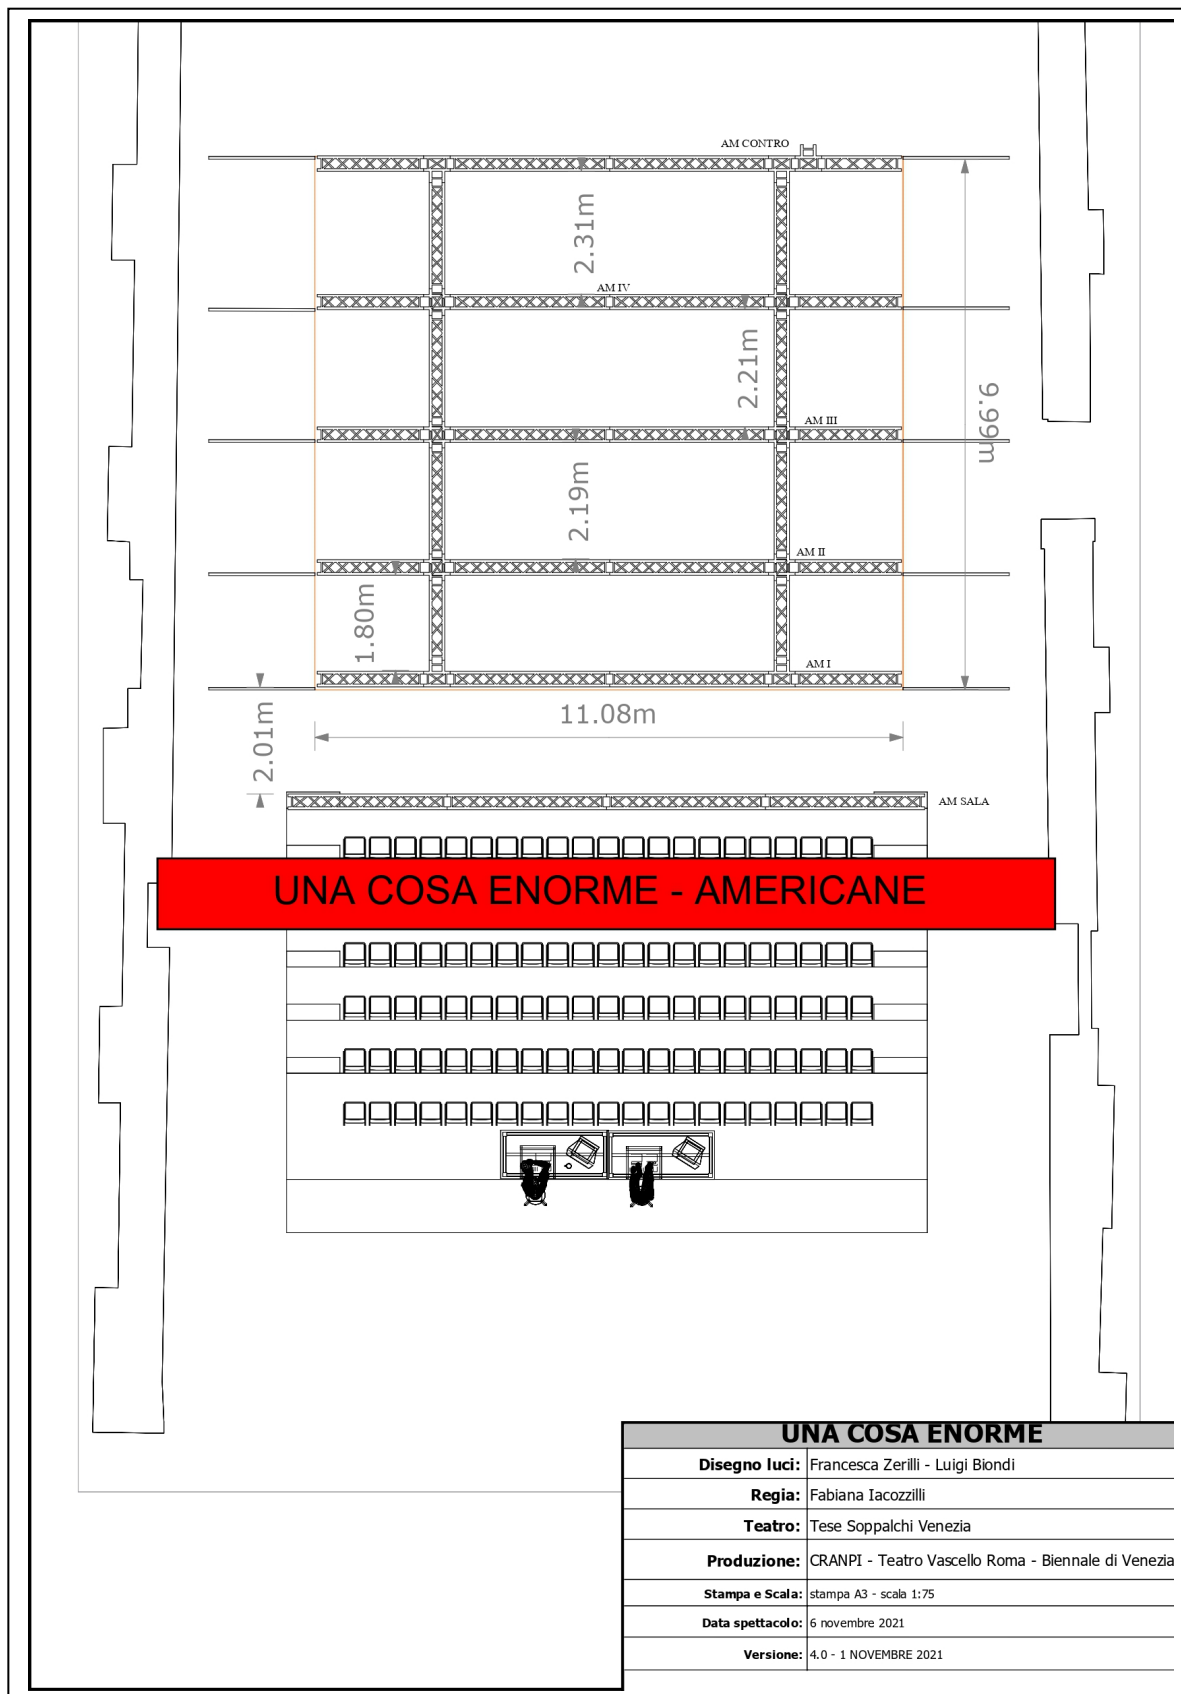 AM CONTRO
2.31m
AM IV
2.21m
9.99m
AM III
2.19m
AM II
1.80m
AM I
2.01m
11.08m
AM SALA
UNA COSA ENORME - AMERICANE
UNA COSA ENORME
Disegno luci: Francesca Zerilli - Luigi Biondi
Regia: Fabiana Iacozzilli
Teatro: Tese Soppalchi Venezia
Produzione: CRANPI - Teatro Vascello Roma - Biennale di Venezia
Stampa e Scala: stampa A3 - scala 1:75
Data spettacolo: 6 novembre 2021
Versione: 4.0 - 1 NOVEMBRE 2021